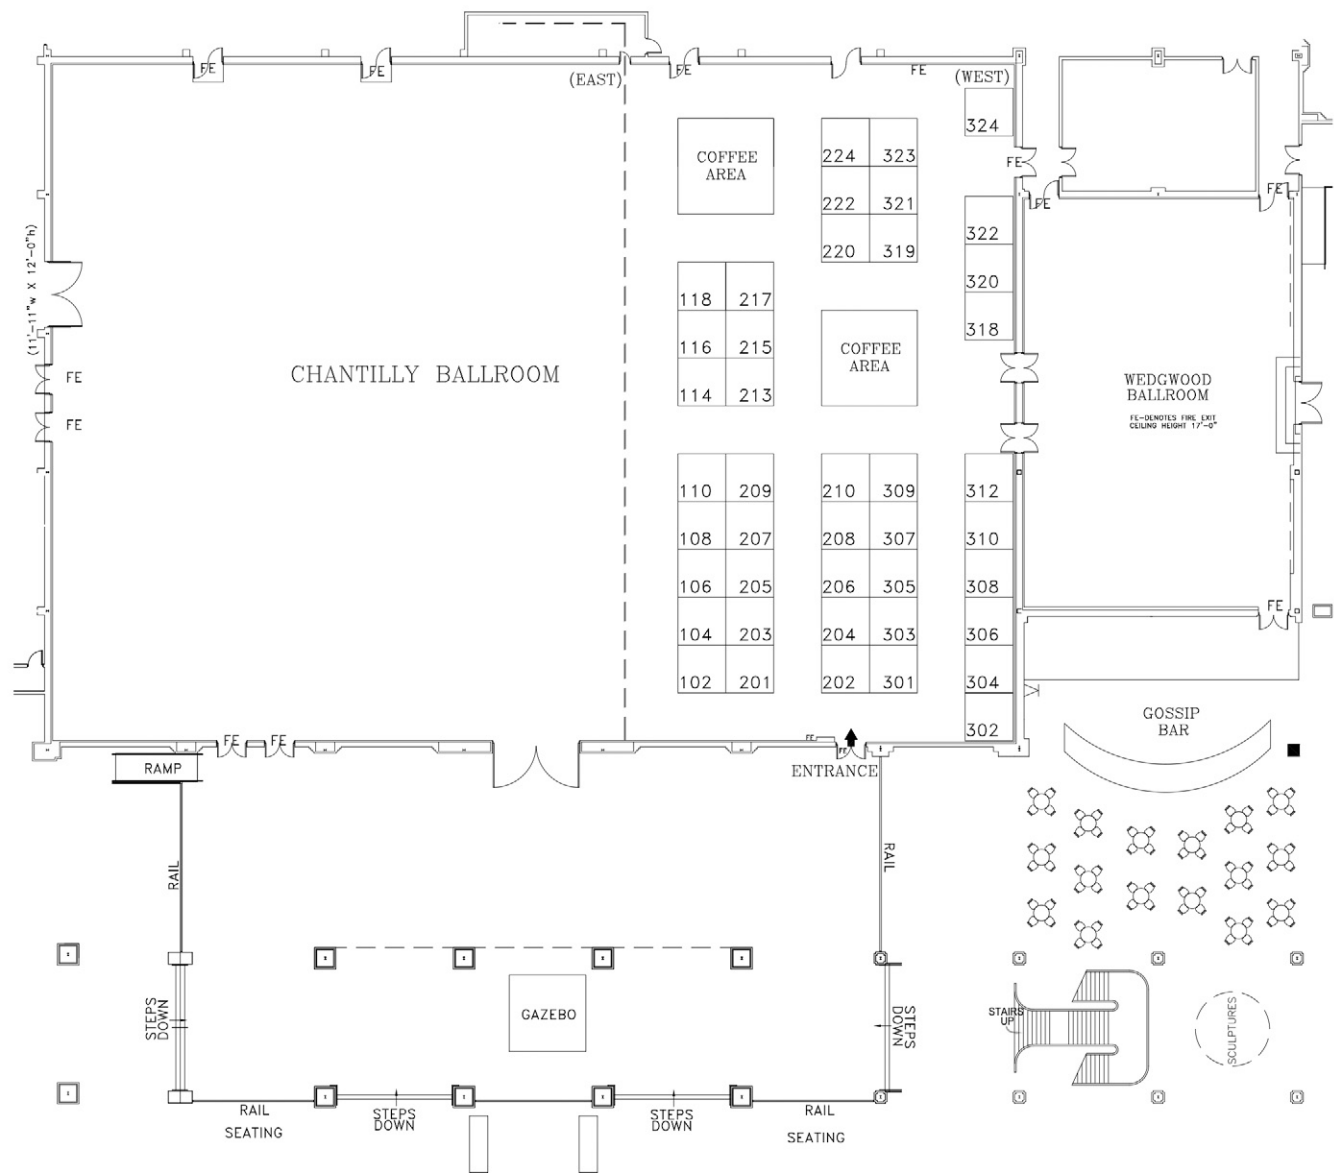 FE
FE
(EAST)
FE
FE
(WEST)
324
COFFEE
AREA
224 323
FE
222 321
FE
FE
220 319
322
320
318
(11'-11"w X 12'-0"h)
118 217
116 215
114 213
COFFEE
AREA
FE
FE
CHANTILLY BALLROOM
WEDGWOOD
BALLROOM
FE-DENOTES FIRE EXIT
CEILING HEIGHT 17'-0"
110 209 210 309 312
108 207 208 307 310
106 205 206 305 308
104 203 204 303 306
102 201 202 301 304
302
FE
GOSSIP
BAR
FE
FE
FE
FE
ENTRANCE
RAMP
RAIL
RAIL
STEPS
DOWN
GAZEBO
STEPS
DOWN
STAIRS
UP
SCULPTURES
RAIL
SEATING
STEPS
DOWN
STEPS
DOWN
RAIL
SEATING